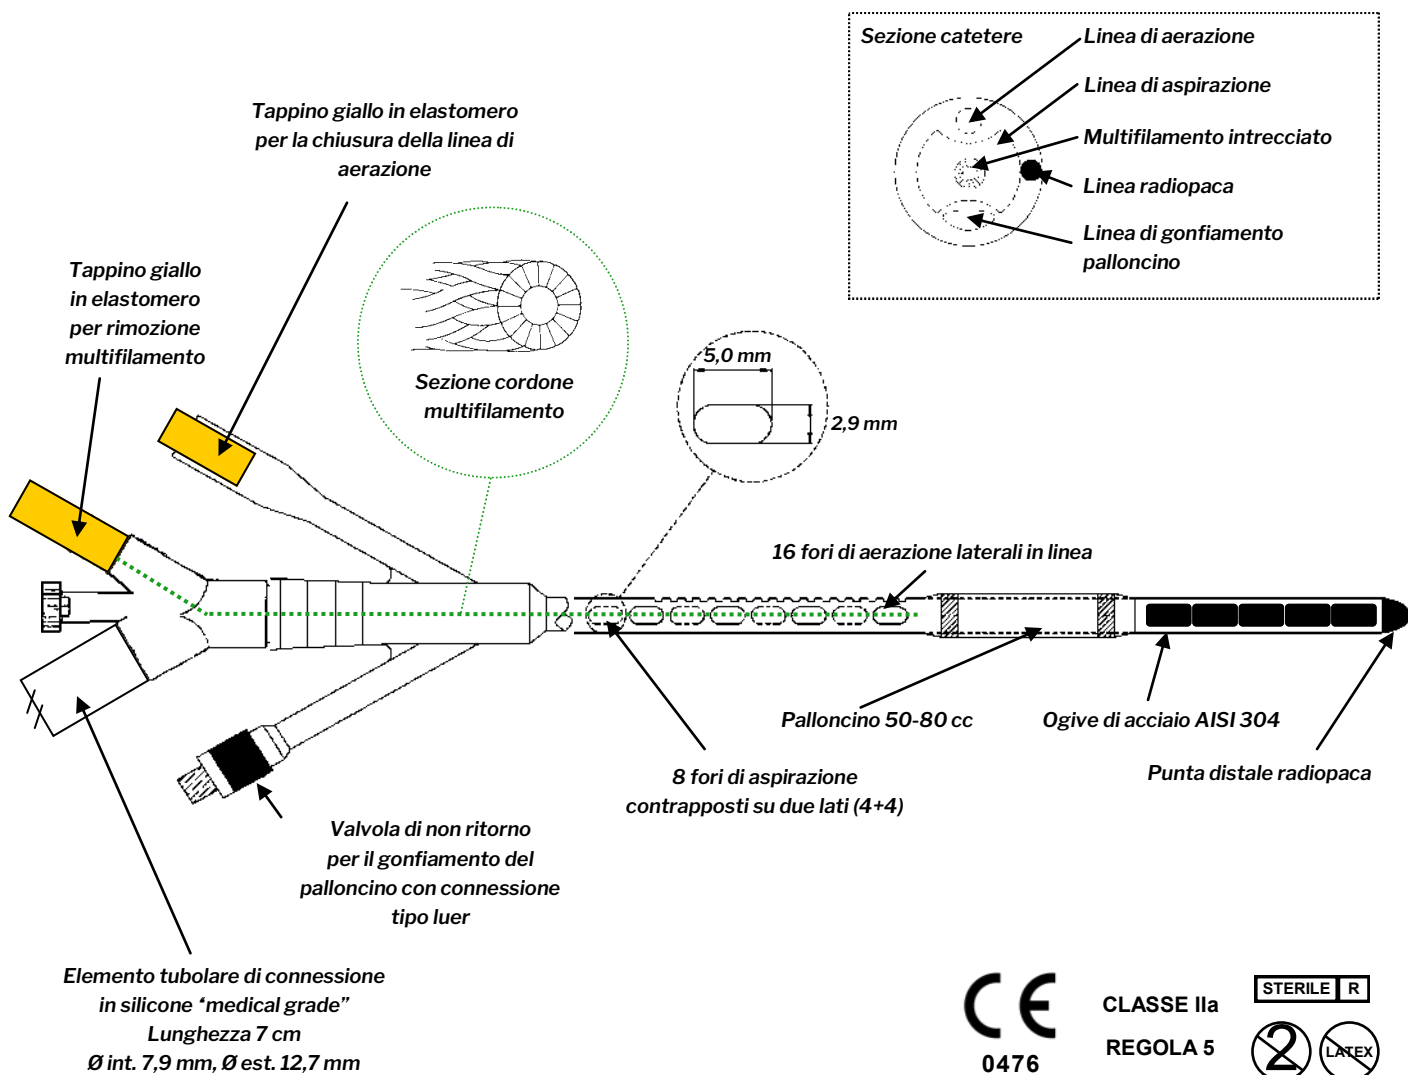 Sezione catetere
Linea di aerazione
Linea di aspirazione
Multifilamento intrecciato
Linea radiopaca
Linea di gonfiamento
palloncino
Tappino giallo in elastomero
per la chiusura della linea di
aerazione
Tappino giallo
in elastomero
per rimozione
multifilamento
Sezione cordone
multifilamento
5,0 mm
2,9 mm
16 fori di aerazione laterali in linea
Palloncino 50-80 cc
Ogive di acciaio AISI 304
Punta distale radiopaca
8 fori di aspirazione
contrapposti su due lati (4+4)
Valvola di non ritorno
per il gonfiamento del
palloncino con connessione
tipo luer
Elemento tubolare di connessione
in silicone “medical grade”
Lunghezza 7 cm
Ø int. 7,9 mm, Ø est. 12,7 mm
CE
0476
CLASSE IIa
REGOLA 5
STERILE R
2
LATEX